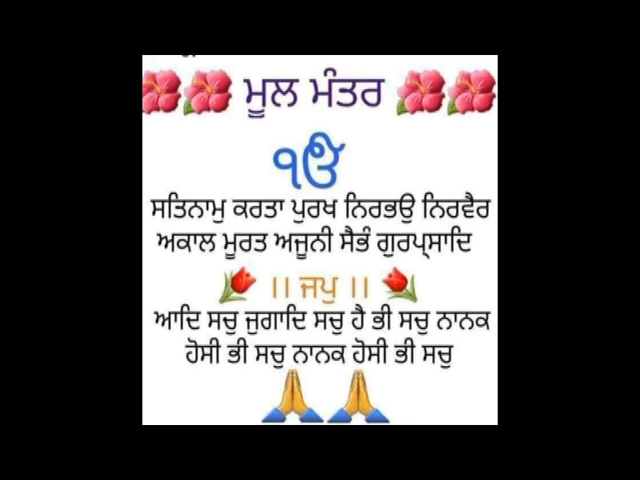 ਮੂਲ ਮੰਤਰ
ੴ
ਸਤਿਨਾਮੁ ਕਰਤਾ ਪੁਰਖ ਨਿਰਭਉ ਨਿਰਵੈਰ
ਅਕਾਲ ਮੂਰਤ ਅਜੂਨੀ ਸੈਭੰ ਗੁਰਪ੍ਸਾਦਿ
।। ਜਪੁ ।।
ਆਦਿ ਸਚੁ ਜੁਗਾਦਿ ਸਚੁ ਹੈ ਭੀ ਸਚੁ ਨਾਨਕ
ਹੋਸੀ ਭੀ ਸਚੁ ਨਾਨਕ ਹੋਸੀ ਭੀ ਸਚੁ